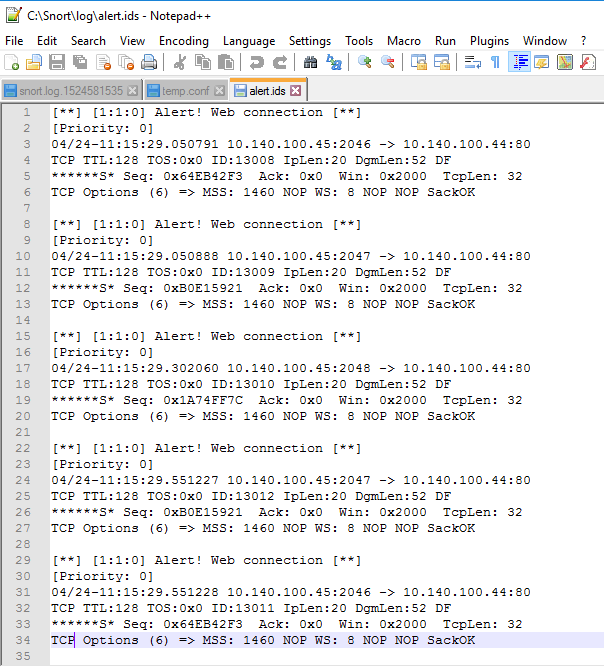 C:\Snort\log\alert.ids - Notepad++
File Edit Search View Encoding Language Settings Tools Macro Run Plugins Window ?
snort.log.1524581535 temp.conf alert.ids
1 [**] [1:1:0] Alert! Web connection [**]
2 [Priority: 0]
3 04/24-11:15:29.050791 10.140.100.45:2046 -> 10.140.100.44:80
4 TCP TTL:128 TOS:0x0 ID:13008 IpLen:20 DgmLen:52 DF
5 ******S* Seq: 0x64EB42F3  Ack: 0x0  Win: 0x2000  TcpLen: 32
6 TCP Options (6) => MSS: 1460 NOP WS: 8 NOP NOP SackOK
7
8 [**] [1:1:0] Alert! Web connection [**]
9 [Priority: 0]
10 04/24-11:15:29.050888 10.140.100.45:2047 -> 10.140.100.44:80
11 TCP TTL:128 TOS:0x0 ID:13009 IpLen:20 DgmLen:52 DF
12 ******S* Seq: 0xB0E15921  Ack: 0x0  Win: 0x2000  TcpLen: 32
13 TCP Options (6) => MSS: 1460 NOP WS: 8 NOP NOP SackOK
14
15 [**] [1:1:0] Alert! Web connection [**]
16 [Priority: 0]
17 04/24-11:15:29.302060 10.140.100.45:2048 -> 10.140.100.44:80
18 TCP TTL:128 TOS:0x0 ID:13010 IpLen:20 DgmLen:52 DF
19 ******S* Seq: 0x1A74FF7C  Ack: 0x0  Win: 0x2000  TcpLen: 32
20 TCP Options (6) => MSS: 1460 NOP WS: 8 NOP NOP SackOK
21
22 [**] [1:1:0] Alert! Web connection [**]
23 [Priority: 0]
24 04/24-11:15:29.551227 10.140.100.45:2047 -> 10.140.100.44:80
25 TCP TTL:128 TOS:0x0 ID:13012 IpLen:20 DgmLen:52 DF
26 ******S* Seq: 0xB0E15921  Ack: 0x0  Win: 0x2000  TcpLen: 32
27 TCP Options (6) => MSS: 1460 NOP WS: 8 NOP NOP SackOK
28
29 [**] [1:1:0] Alert! Web connection [**]
30 [Priority: 0]
31 04/24-11:15:29.551228 10.140.100.45:2046 -> 10.140.100.44:80
32 TCP TTL:128 TOS:0x0 ID:13011 IpLen:20 DgmLen:52 DF
33 ******S* Seq: 0x64EB42F3  Ack: 0x0  Win: 0x2000  TcpLen: 32
34 TCP Options (6) => MSS: 1460 NOP WS: 8 NOP NOP SackOK
35